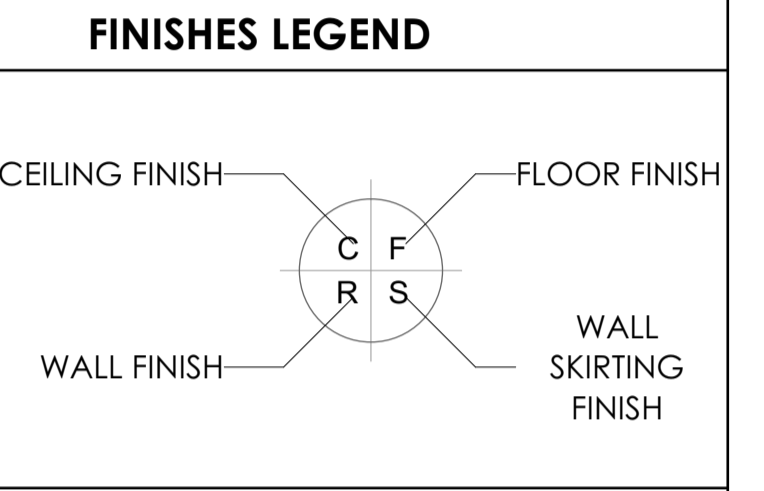 FINISHES LEGEND
CEILING FINISH
FLOOR FINISH
C F
R S
WALL FINISH
WALL
SKIRTING
FINISH